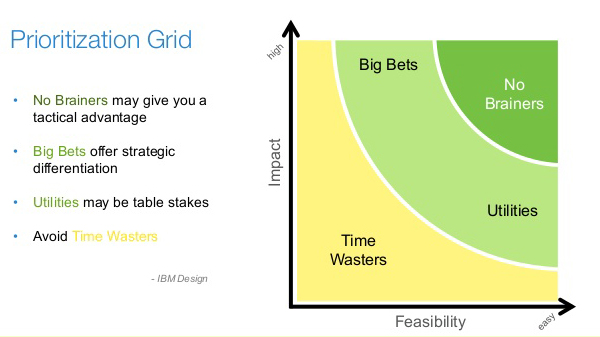 Prioritization Grid
• No Brainers may give you a
tactical advantage
• Big Bets offer strategic
differentiation
• Utilities may be table stakes
• Avoid Time Wasters
- IBM Design
high
Impact
Big Bets
No
Brainers
Utilities
Time
Wasters
Feasibility
easy